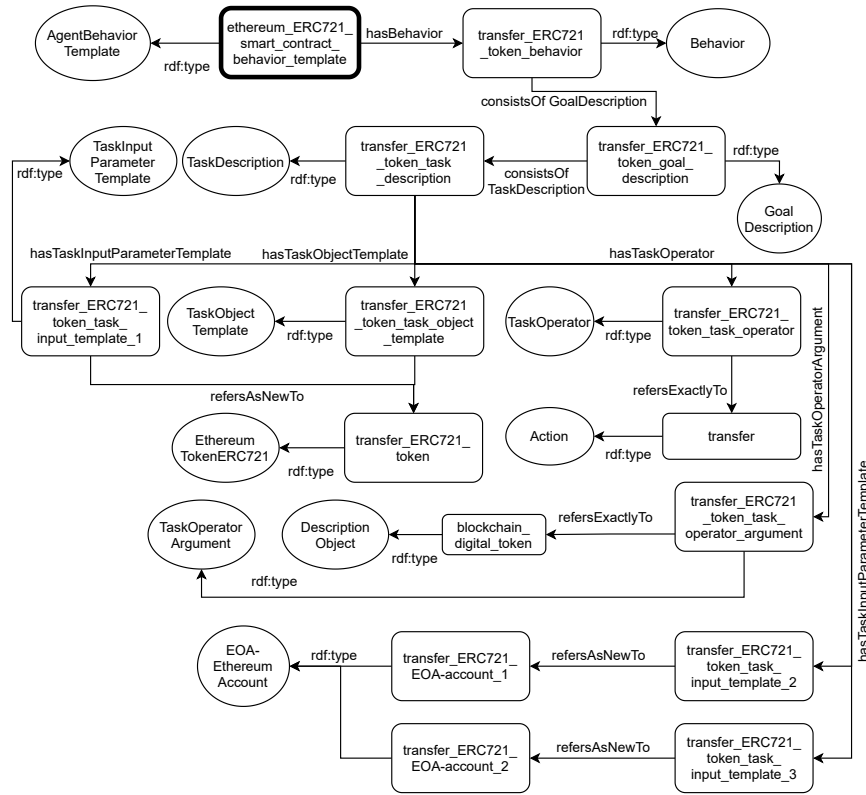 AgentBehavior
Template
rdf:type
ethereum_ERC721_
smart_contract_
behavior_template
hasBehavior
transfer_ERC721
_token_behavior
rdf:type
Behavior
consistsOf GoalDescription
TaskInput
Parameter
Template
rdf:type
TaskDescription
rdf:type
transfer_ERC721
_token_task
_description
consistsOf
TaskDescription
transfer_ERC721_
token_goal_
description
rdf:type
Goal
Description
hasTaskInputParameterTemplate
hasTaskObjectTemplate
hasTaskOperator
transfer_ERC721_
token_task_
input_template_1
TaskObject
Template
rdf:type
transfer_ERC721
_token_task_object
_template
TaskOperator
rdf:type
transfer_ERC721_
token_task_operator
hasTaskOperatorArgument
refersAsNewTo
refersExactlyTo
Ethereum
TokenERC721
rdf:type
transfer_ERC721_
token
Action
rdf:type
transfer
TaskOperator
Argument
rdf:type
Description
Object
rdf:type
blockchain_
digital_token
refersExactlyTo
transfer_ERC721
_token_task_
operator_argument
hasTaskInputParameterTemplate
EOA-
Ethereum
Account
rdf:type
transfer_ERC721_
EOA-account_1
refersAsNewTo
transfer_ERC721_
token_task_
input_template_2
transfer_ERC721_
EOA-account_2
refersAsNewTo
transfer_ERC721_
token_task_
input_template_3